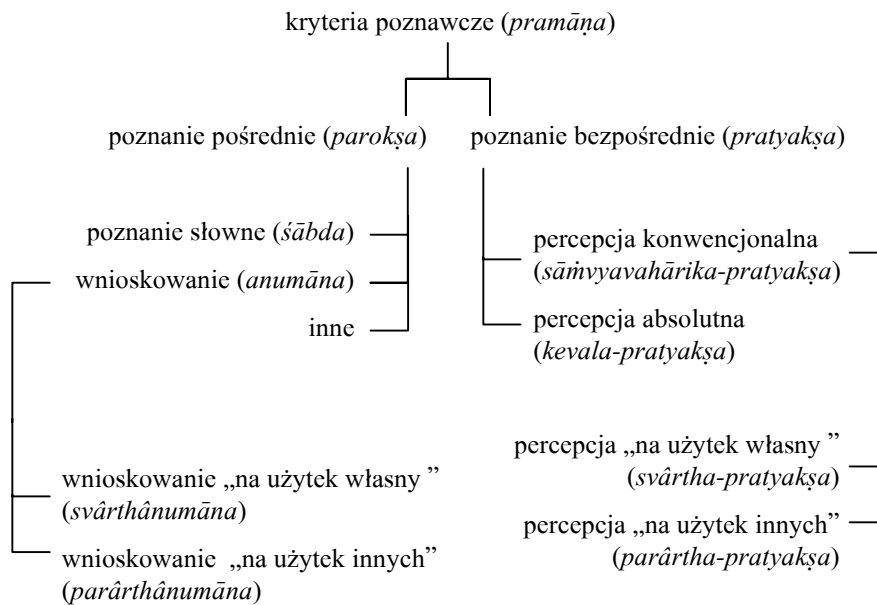 kryteria poznawcze (pramāṇa)
poznanie pośrednie (parokṣa)
poznanie bezpośrednie (pratyakṣa)
poznanie słowne (śābda)
wnioskowanie (anumāna)
inne
percepcja konwencjonalna
(sāṁvyavahārika-pratyakṣa)
percepcja absolutna
(kevala-pratyakṣa)
wnioskowanie „na użytek własny ”
(svârthânumāna)
wnioskowanie „na użytek innych”
(parârthânumāna)
percepcja „na użytek własny ”
(svârtha-pratyakṣa)
percepcja „na użytek innych”
(parârtha-pratyakṣa)